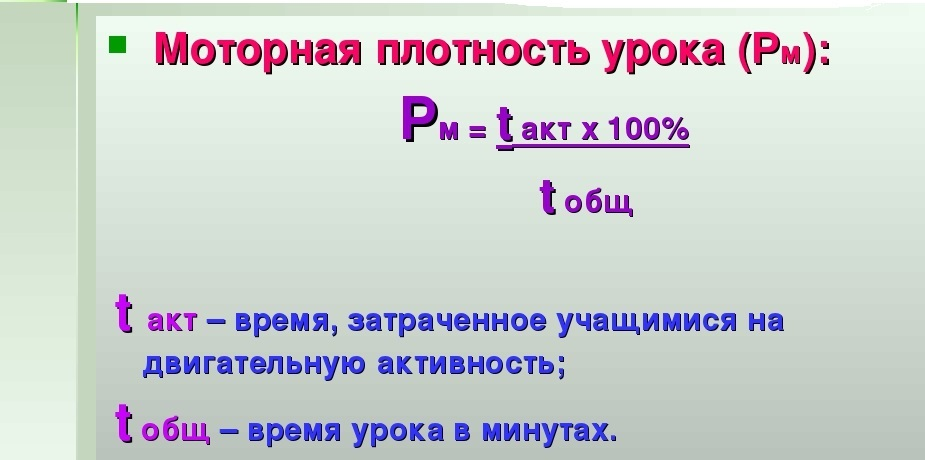 Моторная плотность урока (Рм):
Рм = t акт х 100%
t общ
t акт – время, затраченное учащимися на
двигательную активность;
t общ – время урока в минутах.